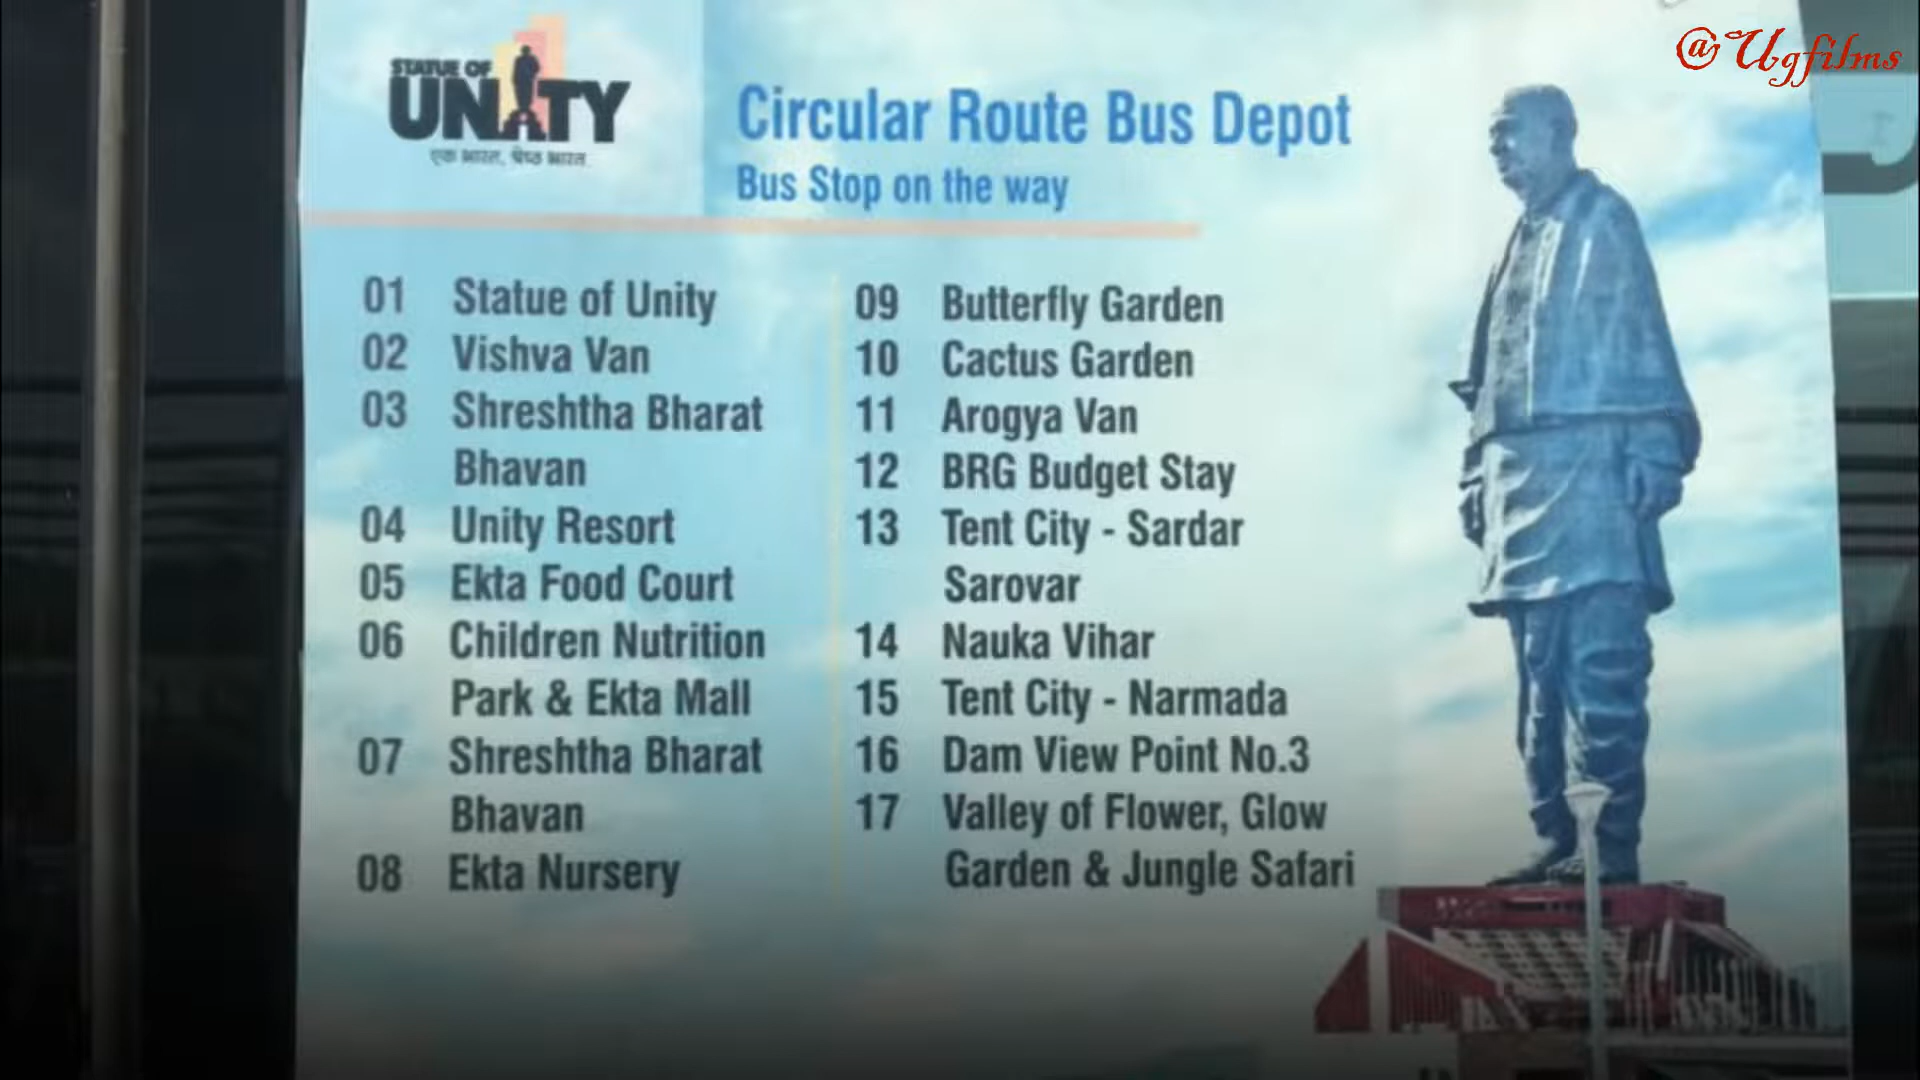 @Ugfilms
STATUE OF
UNITY
एक भारत, श्रेष्ठ भारत
Circular Route Bus Depot
Bus Stop on the way
01 Statue of Unity
02 Vishva Van
03 Shreshtha Bharat
Bhavan
04 Unity Resort
05 Ekta Food Court
06 Children Nutrition
Park & Ekta Mall
07 Shreshtha Bharat
Bhavan
08 Ekta Nursery
09 Butterfly Garden
10 Cactus Garden
11 Arogya Van
12 BRG Budget Stay
13 Tent City - Sardar
Sarovar
14 Nauka Vihar
15 Tent City - Narmada
16 Dam View Point No.3
17 Valley of Flower, Glow
Garden & Jungle Safari